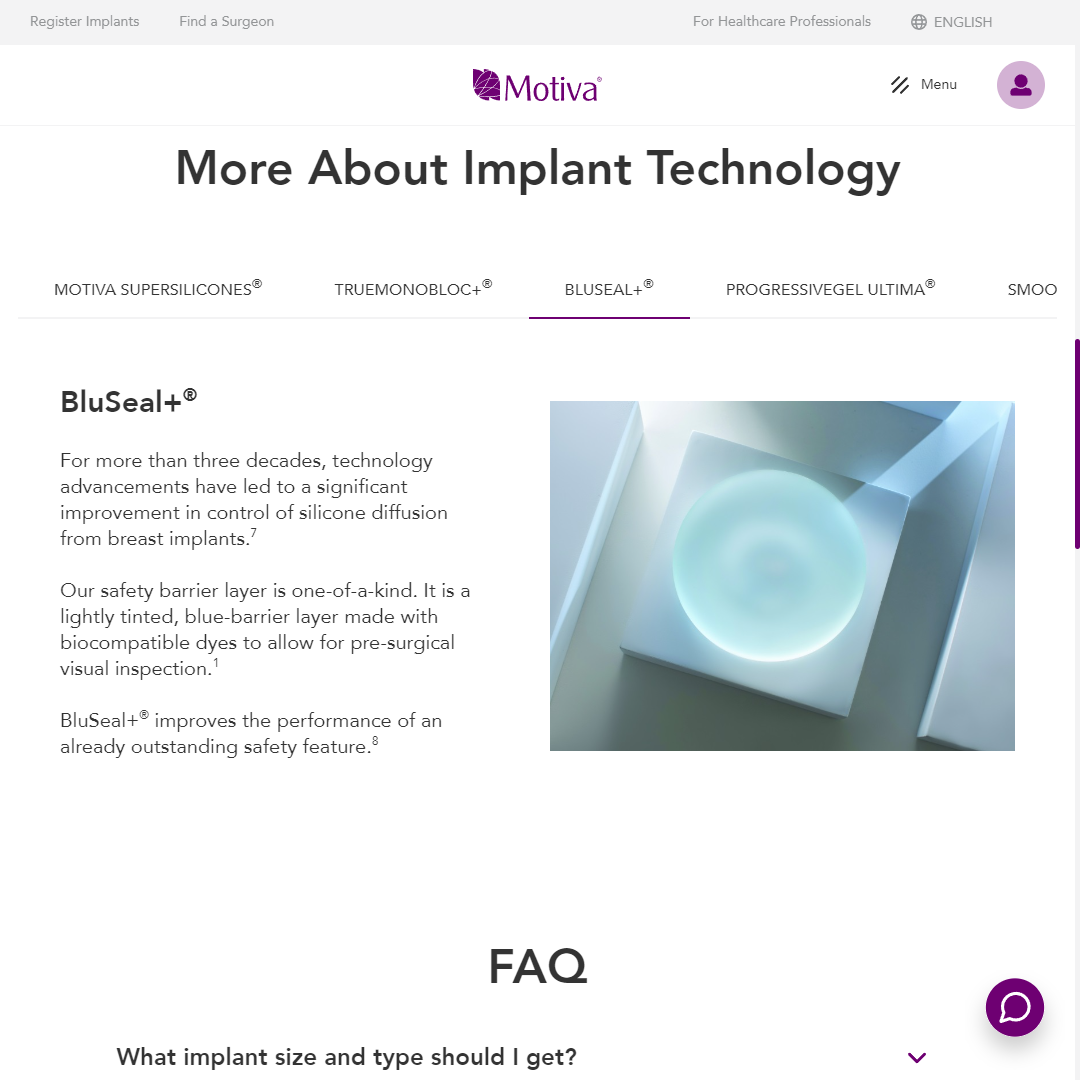 Register Implants
Find a Surgeon
For Healthcare Professionals
ENGLISH
Motiva®
Menu
More About Implant Technology
MOTIVA SUPERSILICONES®
TRUEMONOBLOC+®
BLUSEAL+®
PROGRESSIVEGEL ULTIMA®
SMOO
BluSeal+®
For more than three decades, technology
advancements have led to a significant
improvement in control of silicone diffusion
from breast implants.7
Our safety barrier layer is one-of-a-kind. It is a
lightly tinted, blue-barrier layer made with
biocompatible dyes to allow for pre-surgical
visual inspection.1
BluSeal+® improves the performance of an
already outstanding safety feature.8
FAQ
What implant size and type should I get?